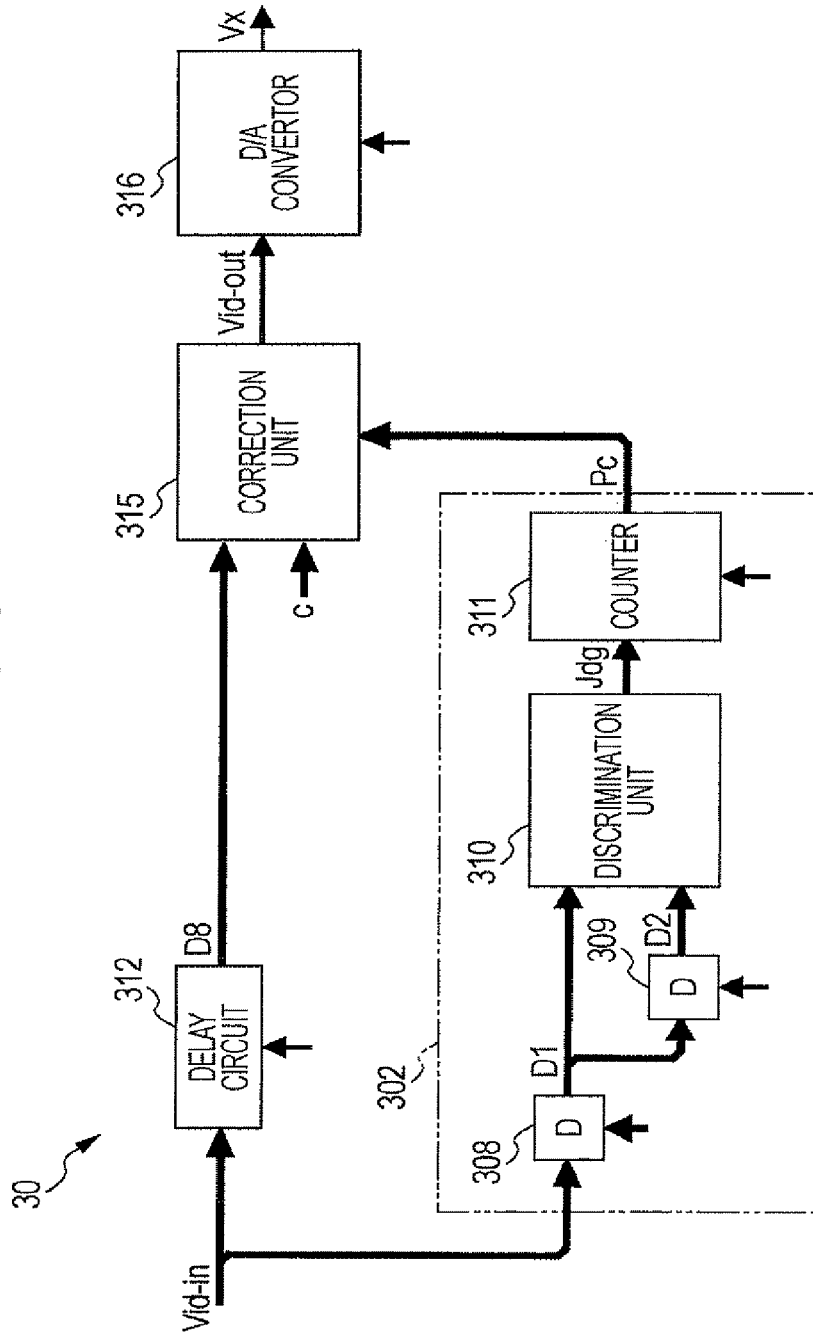 30
Vid-in
312
DELAY
CIRCUIT
D8
315
CORRECTION
UNIT
c
Vid-out
316
D/A
CONVERTOR
Vx
302
308
D
D1
309
D
D2
310
DISCRIMINATION
UNIT
Jdg
311
COUNTER
Pc